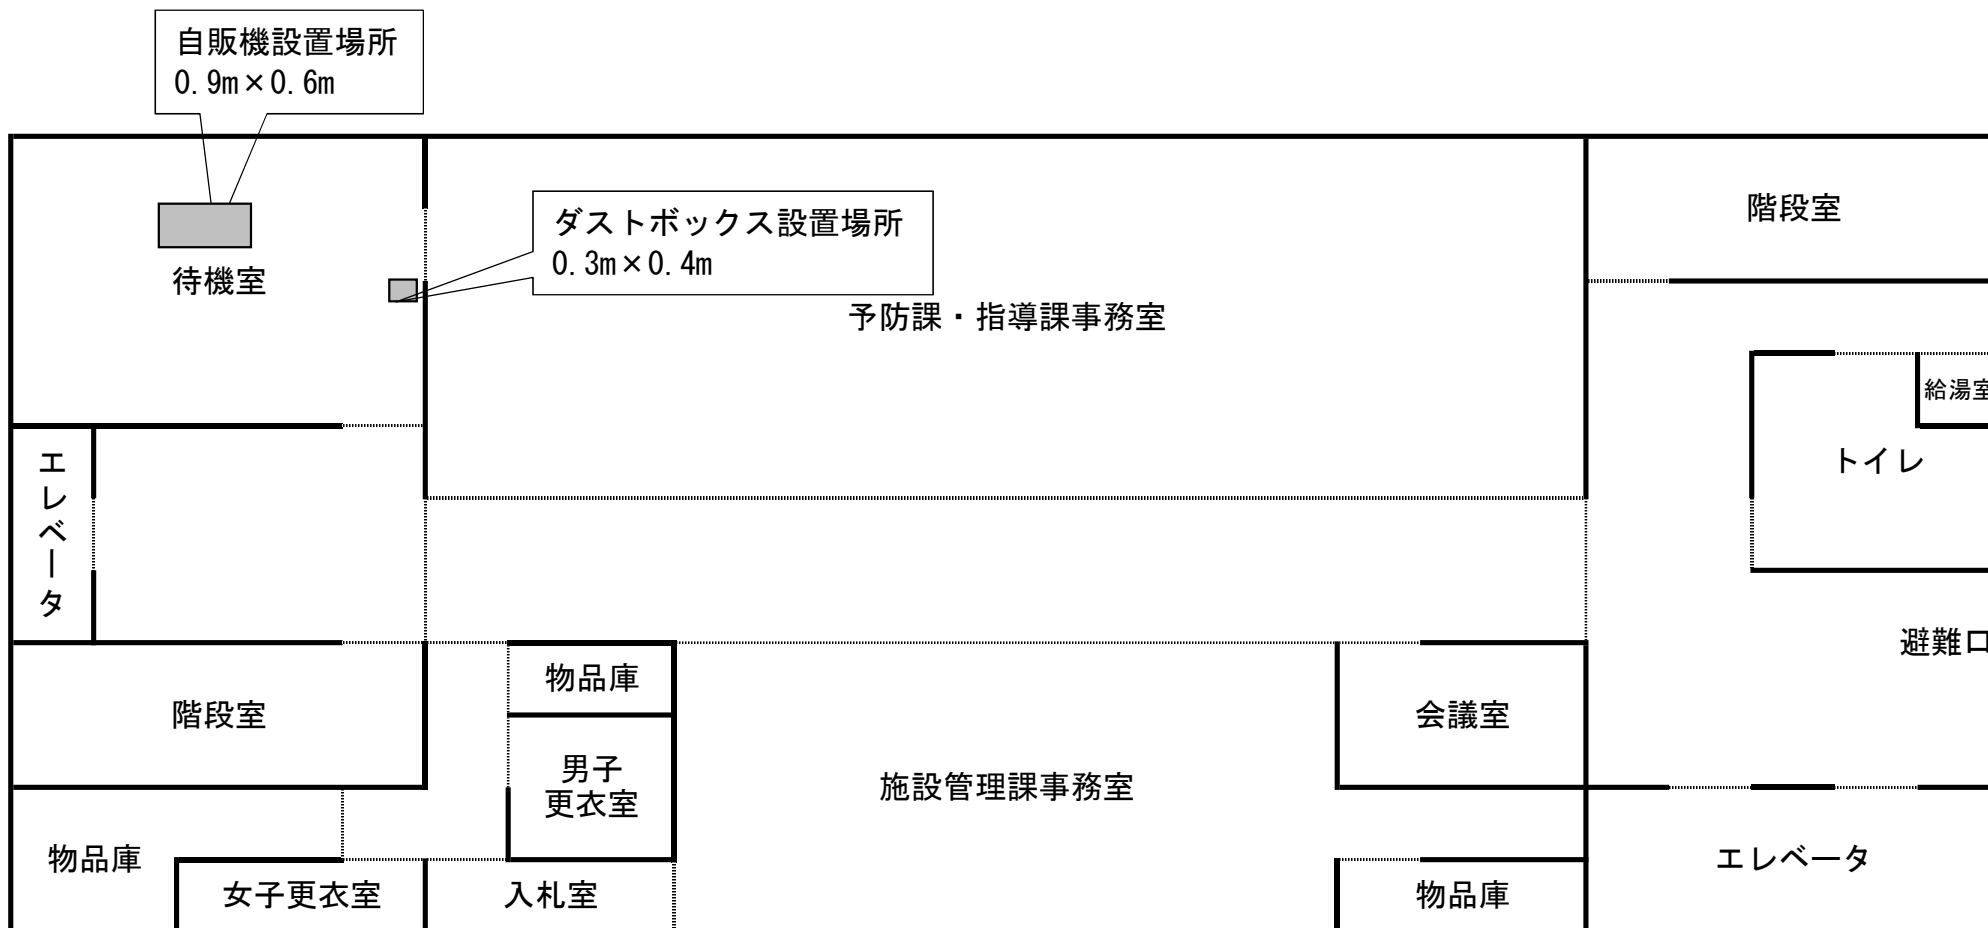 自販機設置場所
0.9m×0.6m
ダストボックス設置場所
0.3m×0.4m
階段室
待機室
予防課・指導課事務室
給湯室
エレベータ
トイレ
避難口
物品庫
階段室
会議室
男子
更衣室
施設管理課事務室
物品庫
エレベータ
女子更衣室
入札室
物品庫